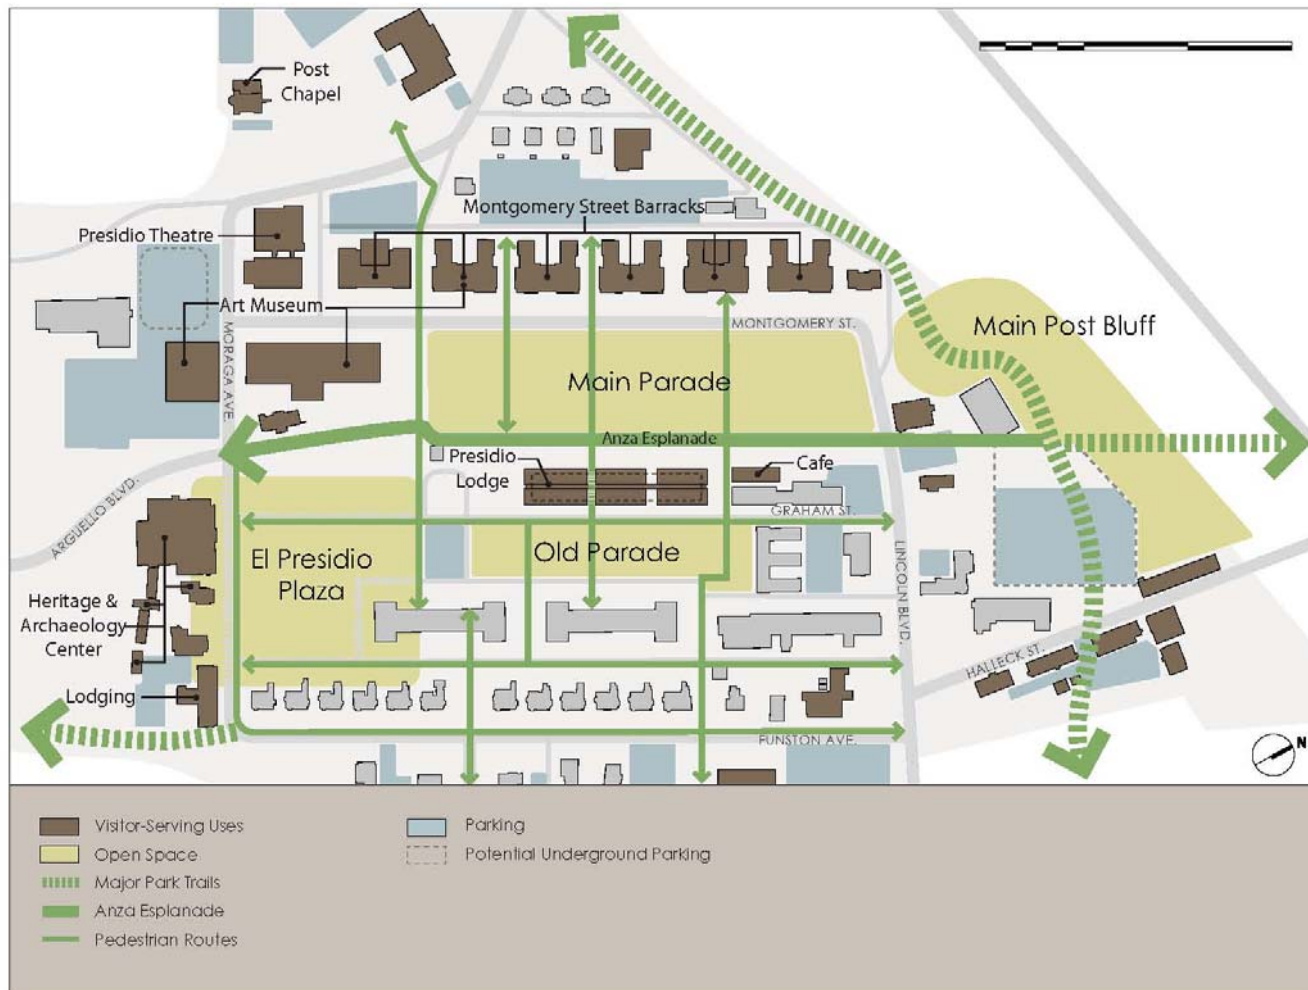 Post
Chapel
Montgomery Street Barracks
Presidio Theatre
Art Museum
MORAGA AVE.
MONTGOMERY ST.
Main Post Bluff
Main Parade
Anza Esplanade
Presidio
Lodge
Cafe
ARGUELLO BLVD.
GRAHAM ST.
El Presidio
Plaza
Old Parade
LINCOLN BLVD.
Heritage &
Archaeology
Center
HALLECK ST.
Lodging
FUNSTON AVE.
N
Visitor-Serving Uses
Open Space
Major Park Trails
Anza Esplanade
Pedestrian Routes
Parking
Potential Underground Parking